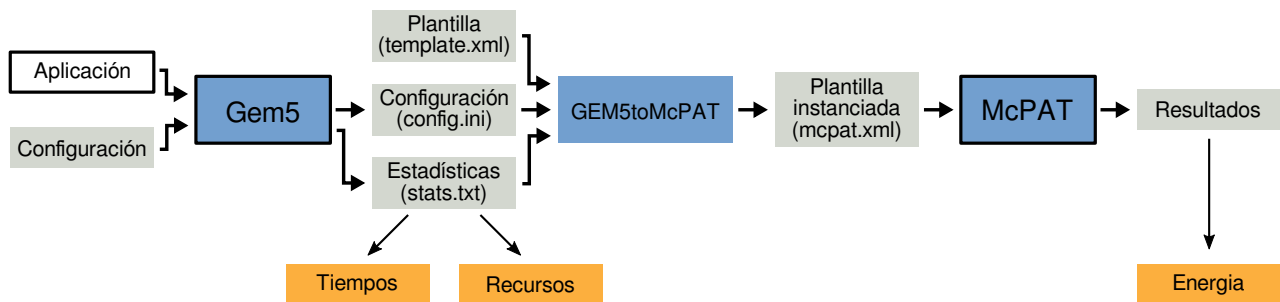 Aplicación
Configuración
Gem5
Plantilla
(template.xml)
Configuración
(config.ini)
Estadísticas
(stats.txt)
GEM5toMcPAT
Plantilla
instanciada
(mcpat.xml)
McPAT
Resultados
Tiempos
Recursos
Energia